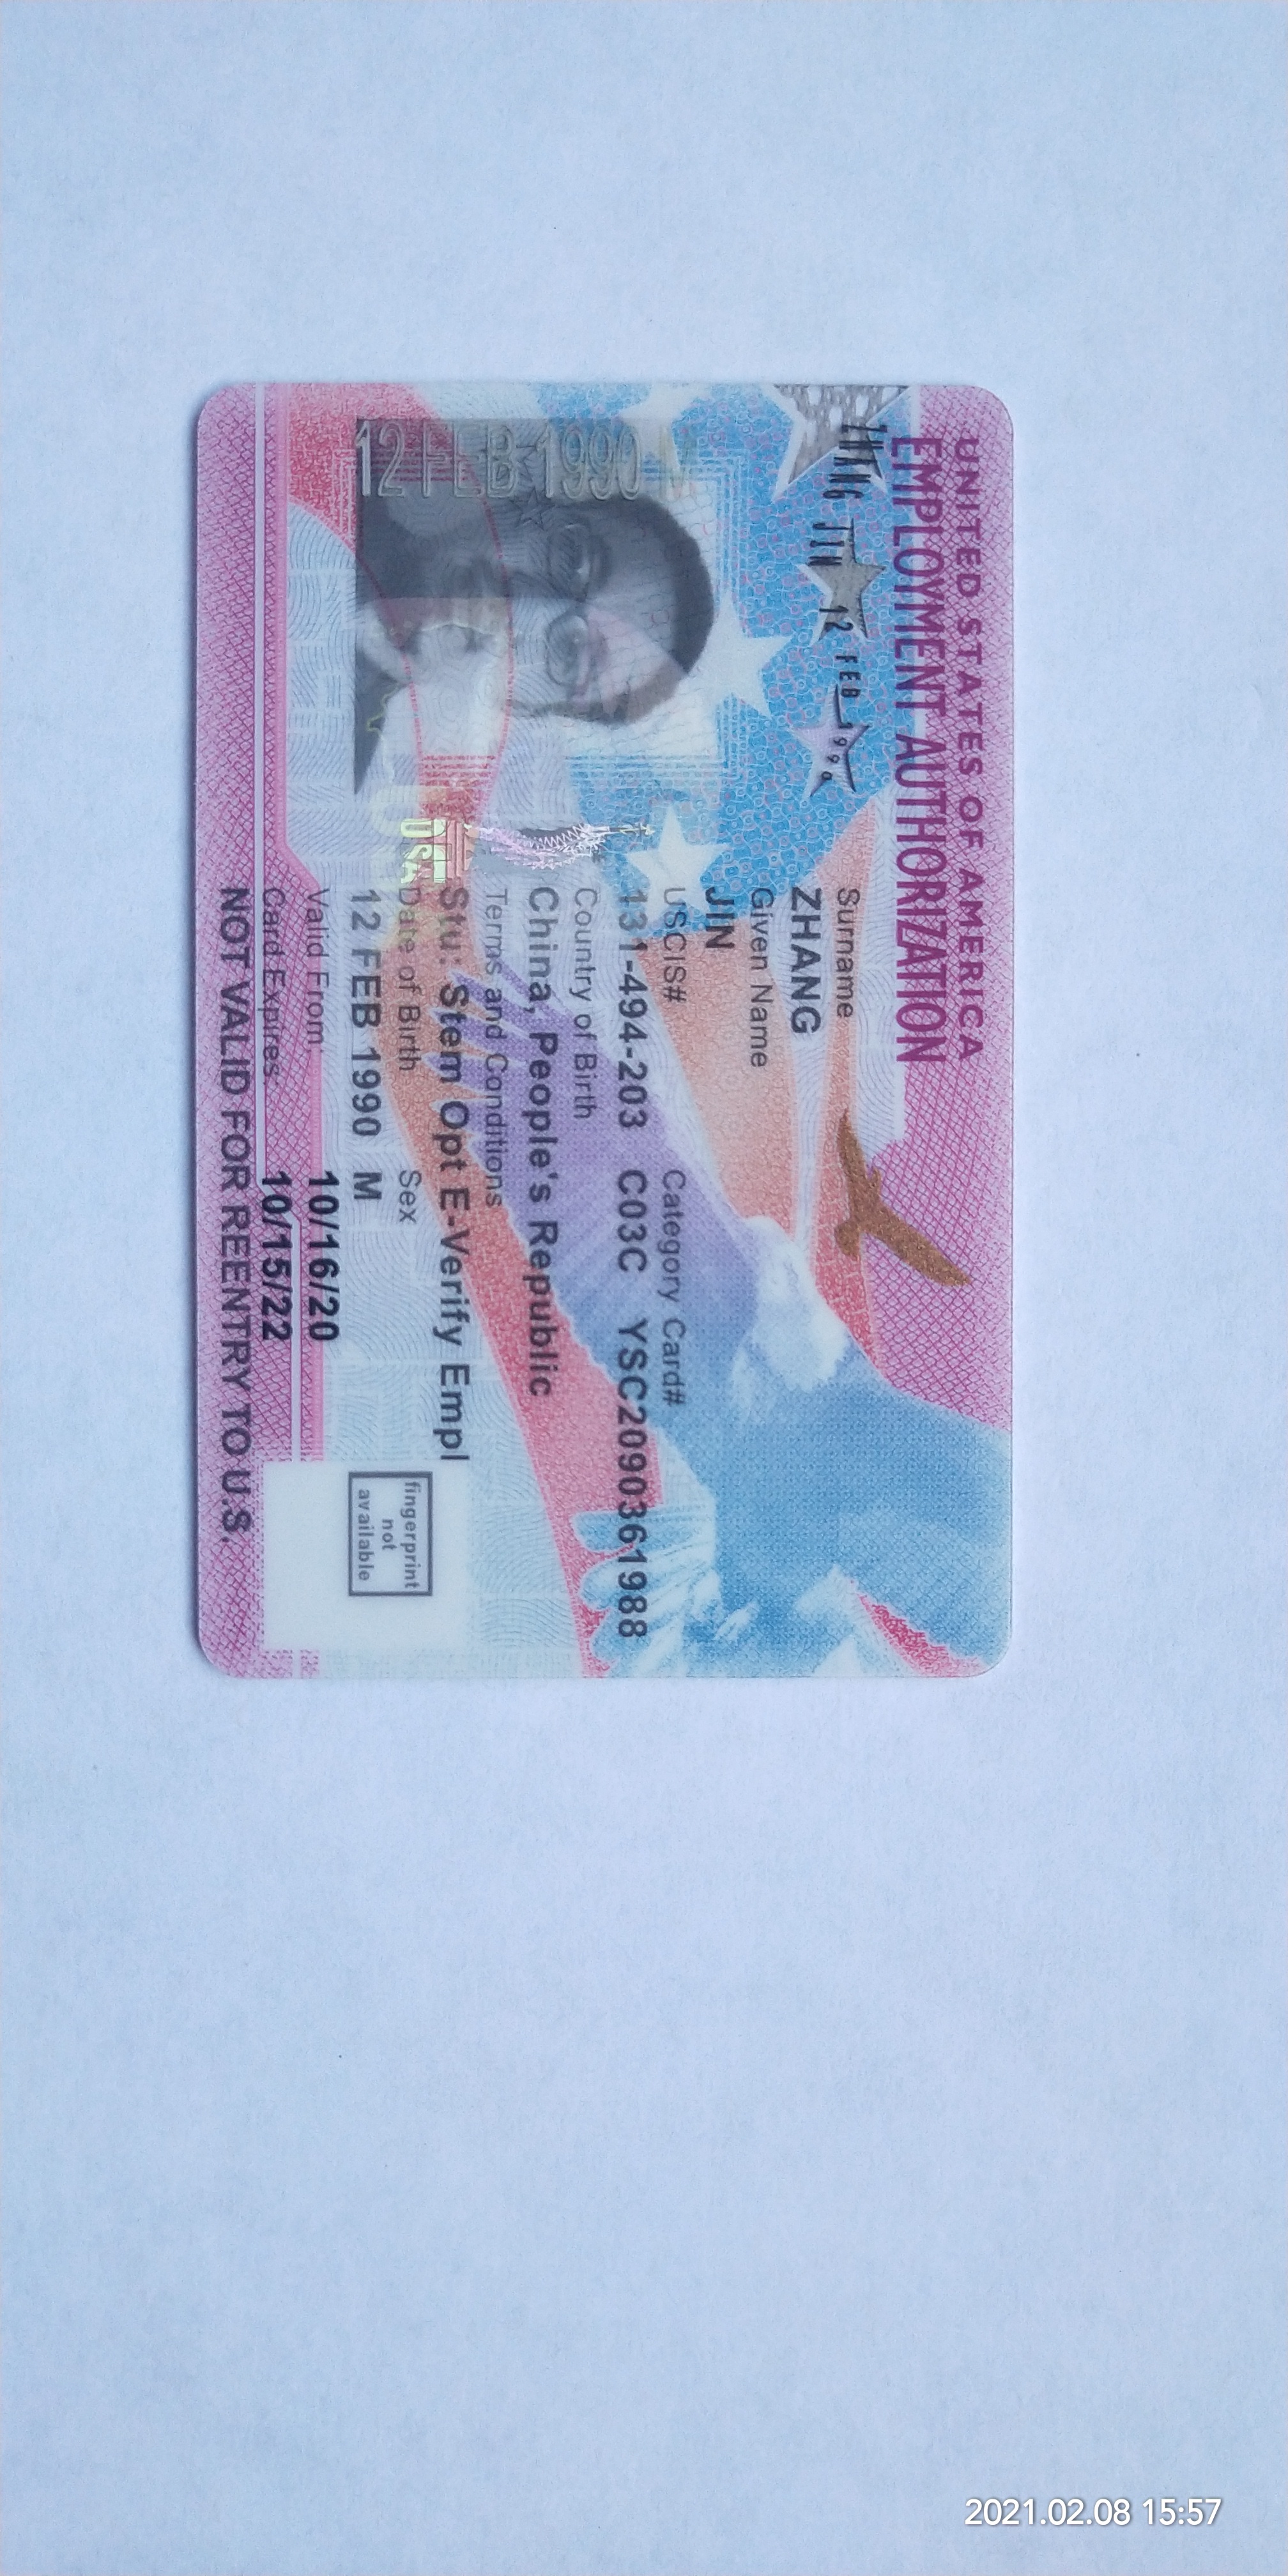 UNITED STATES OF AMERICA
EMPLOYMENT AUTHORIZATION
ZHANG JIN 12 FEB 1990
Surname
ZHANG
Given Name
JIN
USCIS# Category Card#
131-494-203 C03C YSC2090361988
Country of Birth
China, People's Republic
Terms and Conditions
Stu: Stem Opt E-Verify Empl
Date of Birth Sex
12 FEB 1990 M
Valid From: 10/16/20
Card Expires: 10/15/22
NOT VALID FOR REENTRY TO U.S.
12 FEB 1990
USA
fingerprint
not
available
2021.02.08 15:57